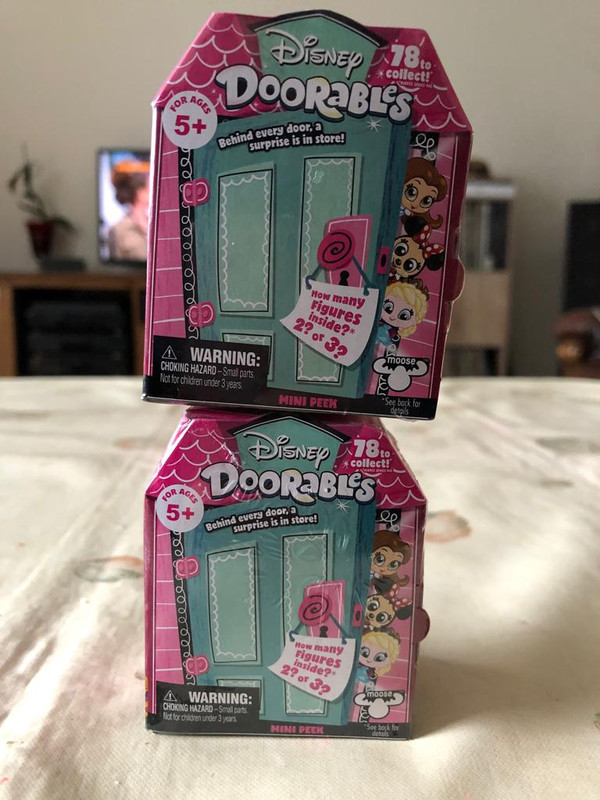 Disney
78 to
collect!
DOORABLES
FOR AGES
5+
Behind every door, a
surprise is in store!
How many
Figures
inside?*
2? or 3?
WARNING:
CHOKING HAZARD – Small parts.
Not for children under 3 years.
moose
MINI PEEK
*See back for
details
Disney
78 to
collect!
DOORABLES
FOR AGES
5+
Behind every door, a
surprise is in store!
How many
Figures
inside?*
2? or 3?
WARNING:
CHOKING HAZARD – Small parts.
Not for children under 3 years.
moose
MINI PEEK
*See back for
details